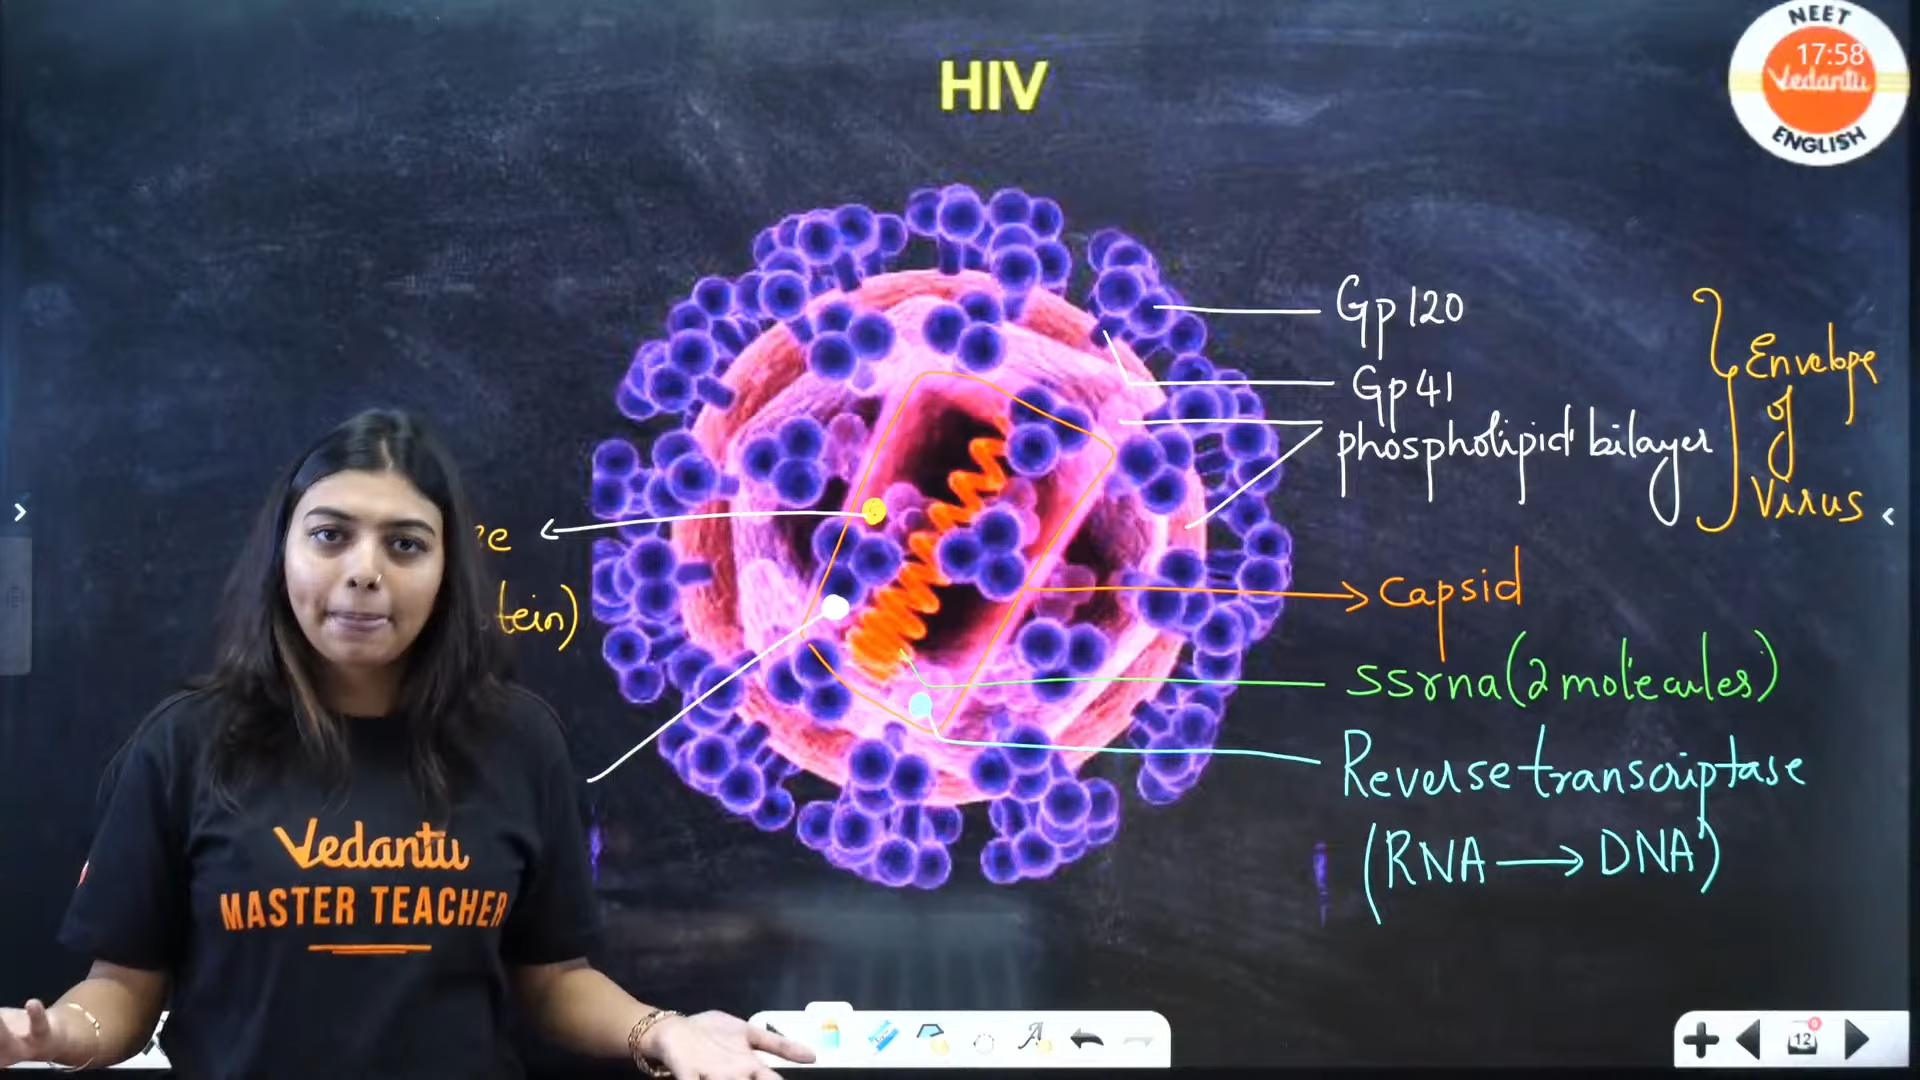 HIV
NEET
17:58
Vedantu
ENGLISH
Gp 120
Gp 41
phospholipid bilayer
Envelope
of
Virus
tein)
capsid
ssrna (2 molecules)
Reverse transcriptase
(RNA → DNA)
Vedantu
MASTER TEACHER
12